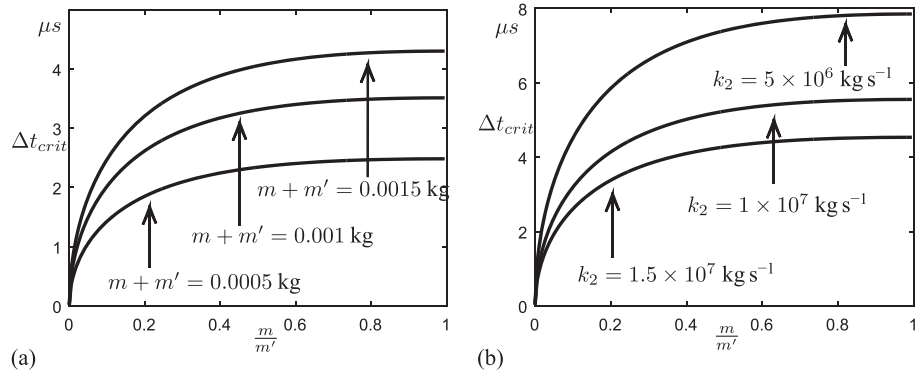 (a)
μs
Δt_crit
4
3
2
1
0
0 0.2 0.4 0.6 0.8 1
m/m′
m + m′ = 0.0015 kg
m + m′ = 0.001 kg
m + m′ = 0.0005 kg
(b)
μs
Δt_crit
8
6
4
2
0
0 0.2 0.4 0.6 0.8 1
m/m′
k₂ = 5 × 10⁶ kg s⁻¹
k₂ = 1 × 10⁷ kg s⁻¹
k₂ = 1.5 × 10⁷ kg s⁻¹